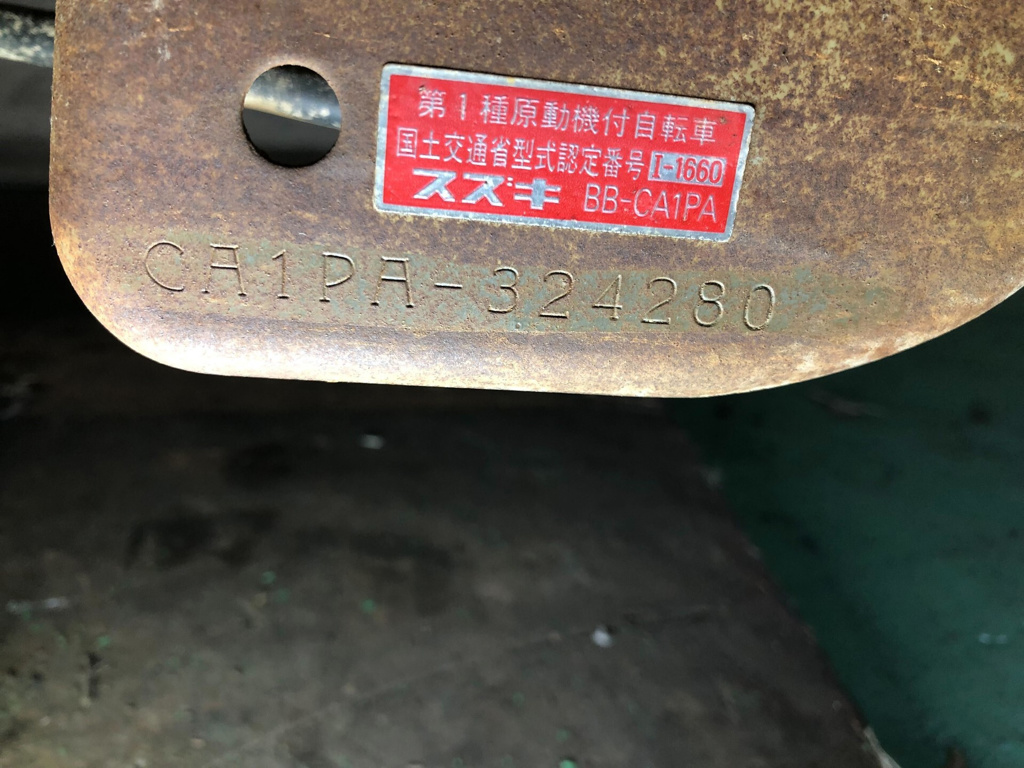 第1種原動機付自転車
国土交通省型式認定番号 I-1660
スズキ BB-CA1PA
CA1PA-324280